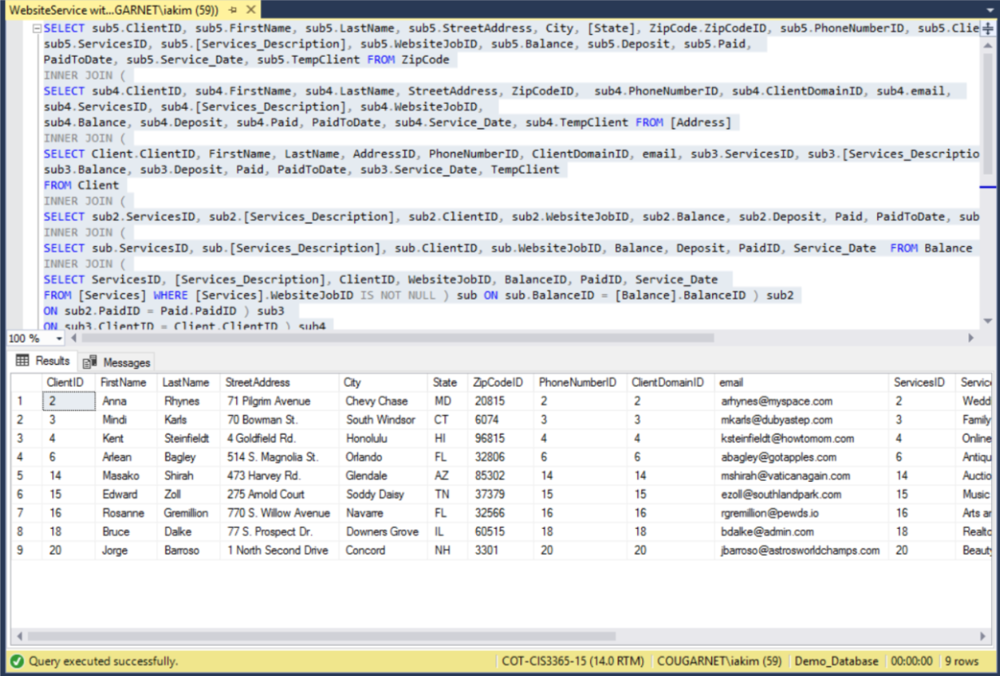 WebsiteService wit...GARNET\iakim (59))
SELECT sub5.ClientID, sub5.FirstName, sub5.LastName, sub5.StreetAddress, City, [State], ZipCode.ZipCodeID, sub5.PhoneNumberID, sub5.Clie
sub5.ServicesID, sub5.[Services_Description], sub5.WebsiteJobID, sub5.Balance, sub5.Deposit, sub5.Paid,
PaidToDate, sub5.Service_Date, sub5.TempClient FROM ZipCode
INNER JOIN (
SELECT sub4.ClientID, sub4.FirstName, sub4.LastName, StreetAddress, ZipCodeID, sub4.PhoneNumberID, sub4.ClientDomainID, sub4.email,
sub4.ServicesID, sub4.[Services_Description], sub4.WebsiteJobID,
sub4.Balance, sub4.Deposit, sub4.Paid, PaidToDate, sub4.Service_Date, sub4.TempClient FROM [Address]
INNER JOIN (
SELECT Client.ClientID, FirstName, LastName, AddressID, PhoneNumberID, ClientDomainID, email, sub3.ServicesID, sub3.[Services_Descriptio
sub3.Balance, sub3.Deposit, Paid, PaidToDate, sub3.Service_Date, TempClient
FROM Client
INNER JOIN (
SELECT sub2.ServicesID, sub2.[Services_Description], sub2.ClientID, sub2.WebsiteJobID, sub2.Balance, sub2.Deposit, Paid, PaidToDate, sub
INNER JOIN (
SELECT sub.ServicesID, sub.[Services_Description], sub.ClientID, sub.WebsiteJobID, Balance, Deposit, PaidID, Service_Date FROM Balance
INNER JOIN (
SELECT ServicesID, [Services_Description], ClientID, WebsiteJobID, BalanceID, PaidID, Service_Date
FROM [Services] WHERE [Services].WebsiteJobID IS NOT NULL ) sub ON sub.BalanceID = [Balance].BalanceID ) sub2
ON sub2.PaidID = Paid.PaidID ) sub3
ON sub3.ClientID = Client.ClientID ) sub4
100 %
Results Messages
ClientID FirstName LastName StreetAddress City State ZipCodeID PhoneNumberID ClientDomainID email ServicesID Servic
1 2 Anna Rhynes 71 Pilgrim Avenue Chevy Chase MD 20815 2 2 arhynes@myspace.com 2 Wedd
2 3 Mindi Karls 70 Bowman St. South Windsor CT 6074 3 3 mkarls@dubyastep.com 3 Family
3 4 Kent Steinfieldt 4 Goldfield Rd. Honolulu HI 96815 4 4 ksteinfieldt@howtomom.com 4 Online
4 6 Arlean Bagley 514 S. Magnolia St. Orlando FL 32806 6 6 abagley@gotapples.com 6 Antiqu
5 14 Masako Shirah 473 Harvey Rd. Glendale AZ 85302 14 14 mshirah@vaticanagain.com 14 Auctio
6 15 Edward Zoll 275 Arnold Court Soddy Daisy TN 37379 15 15 ezoll@southlandpark.com 15 Music
7 16 Rosanne Gremillion 770 S. Willow Avenue Navarre FL 32566 16 16 rgremillion@pewds.io 16 Arts ar
8 18 Bruce Dalke 77 S. Prospect Dr. Downers Grove IL 60515 18 18 bdalke@admin.com 18 Realto
9 20 Jorge Barroso 1 North Second Drive Concord NH 3301 20 20 jbarroso@astrosworldchamps.com 20 Beauty
Query executed successfully. COT-CIS3365-15 (14.0 RTM) COUGARNET\iakim (59) Demo_Database 00:00:00 9 rows